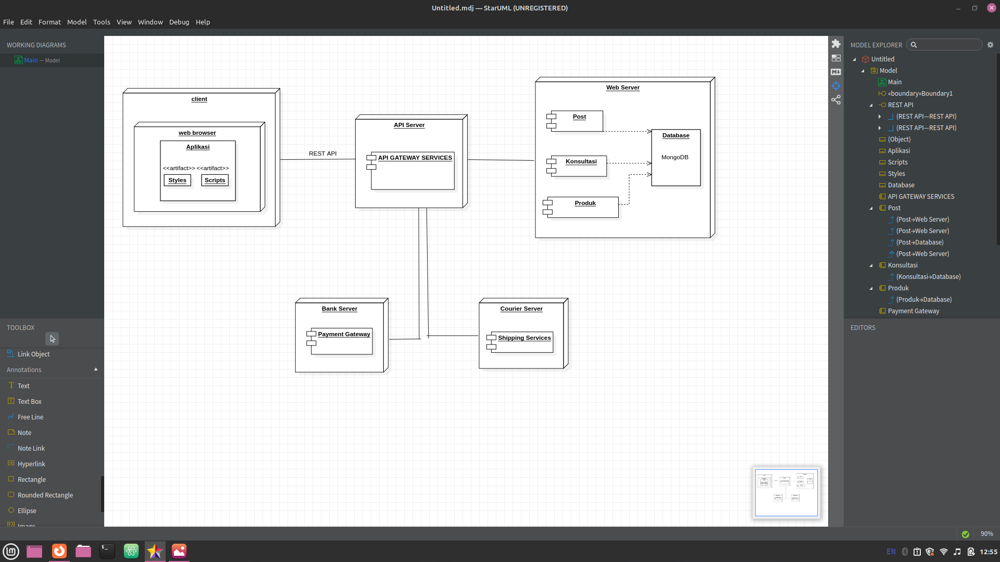 Untitled.mdj — StarUML (UNREGISTERED)
File Edit Format Model Tools View Window Debug Help
WORKING DIAGRAMS
Main — Model
client
web browser
Aplikasi
<<artifact>> <<artifact>>
Styles Scripts
REST API
API Server
API GATEWAY SERVICES
Web Server
Post
Konsultasi
Produk
Database
MongoDB
Bank Server
Payment Gateway
Courier Server
Shipping Services
TOOLBOX
Link Object
Annotations
Text
Text Box
Free Line
Note
Note Link
Hyperlink
Rectangle
Rounded Rectangle
Ellipse
Image
MODEL EXPLORER
Untitled
Model
Main
«boundary»Boundary1
REST API
(REST API—REST API)
(REST API—REST API)
(Object)
Aplikasi
Scripts
Styles
Database
API GATEWAY SERVICES
Post
(Post→Web Server)
(Post→Web Server)
(Post→Database)
(Post→Web Server)
Konsultasi
(Konsultasi→Database)
Produk
(Produk→Database)
Payment Gateway
EDITORS
M
90%
EN
12:55